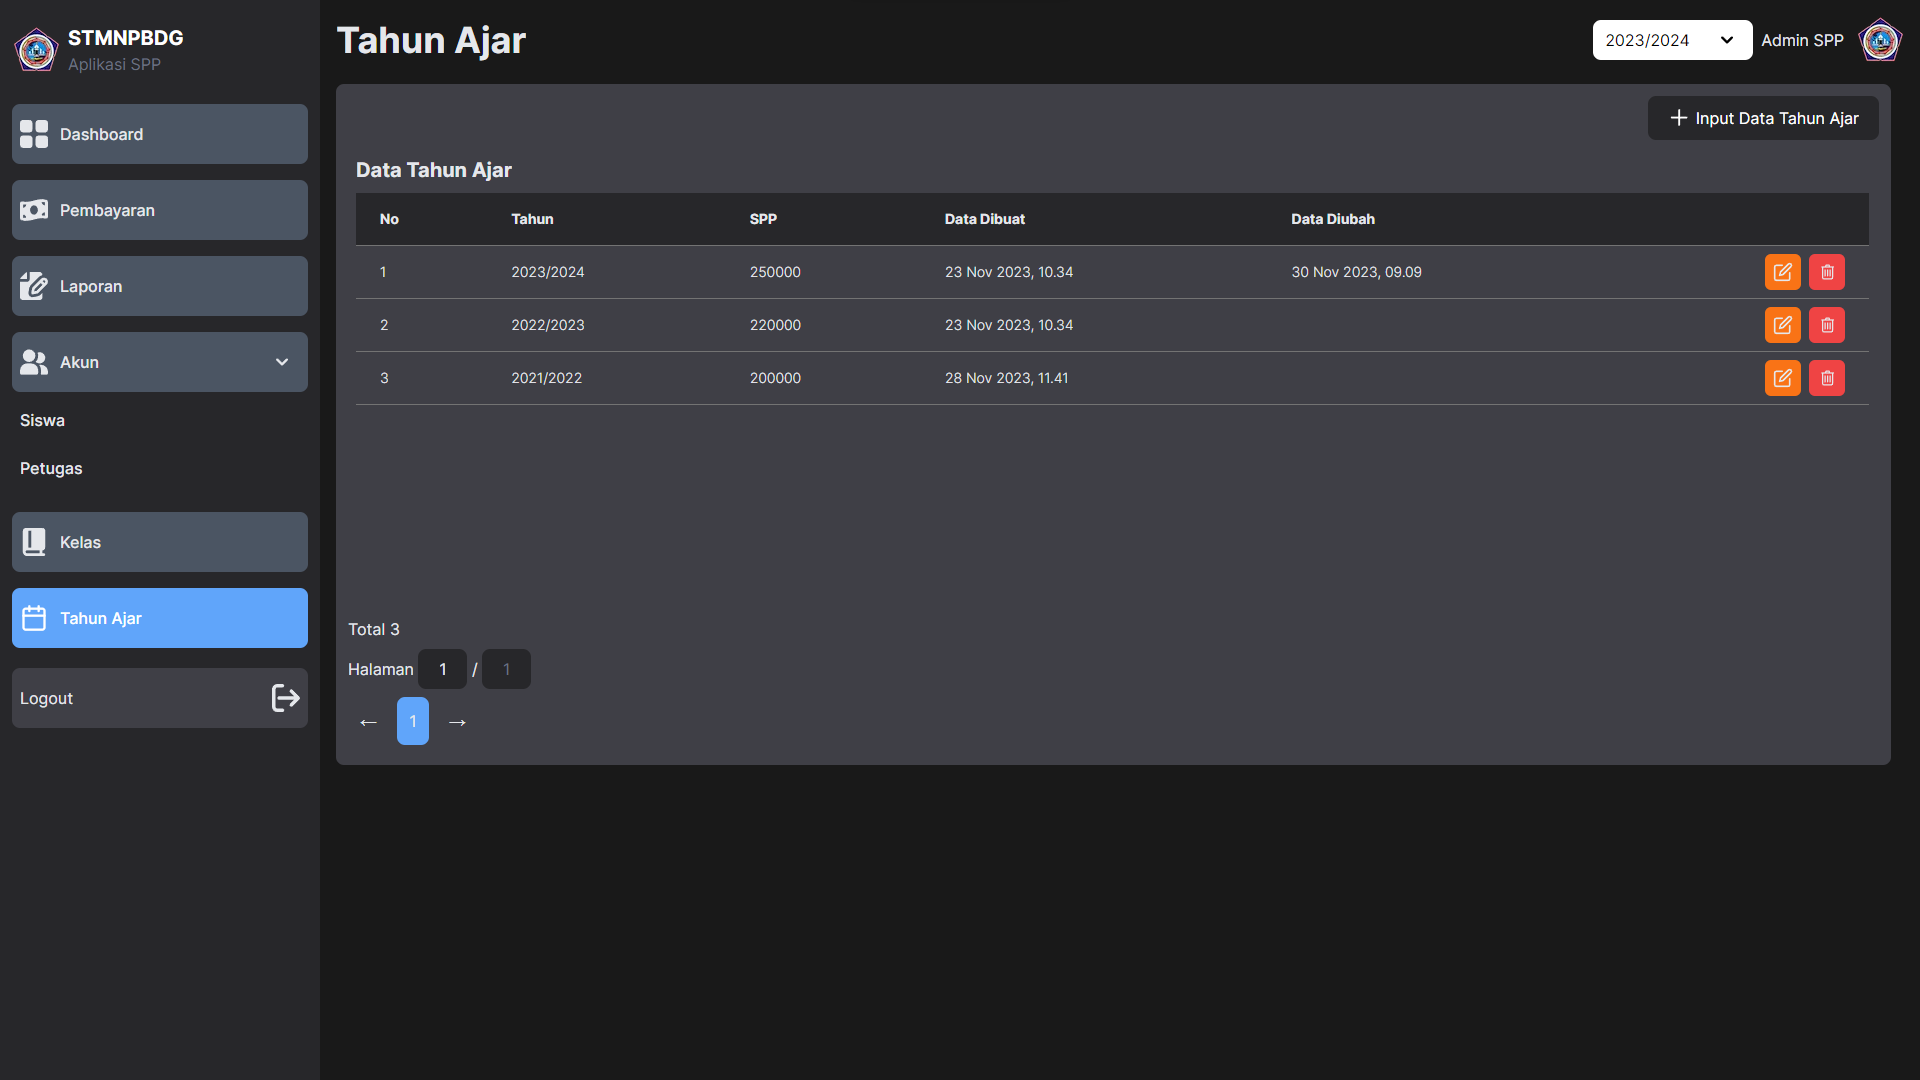 STMNPBDG
Aplikasi SPP
Dashboard
Pembayaran
Laporan
Akun
Siswa
Petugas
Kelas
Tahun Ajar
Logout
Tahun Ajar
2023/2024 Admin SPP
Input Data Tahun Ajar
Data Tahun Ajar
No Tahun SPP Data Dibuat Data Diubah
1 2023/2024 250000 23 Nov 2023, 10.34 30 Nov 2023, 09.09
2 2022/2023 220000 23 Nov 2023, 10.34
3 2021/2022 200000 28 Nov 2023, 11.41
Total 3
Halaman 1 / 1
← 1 →